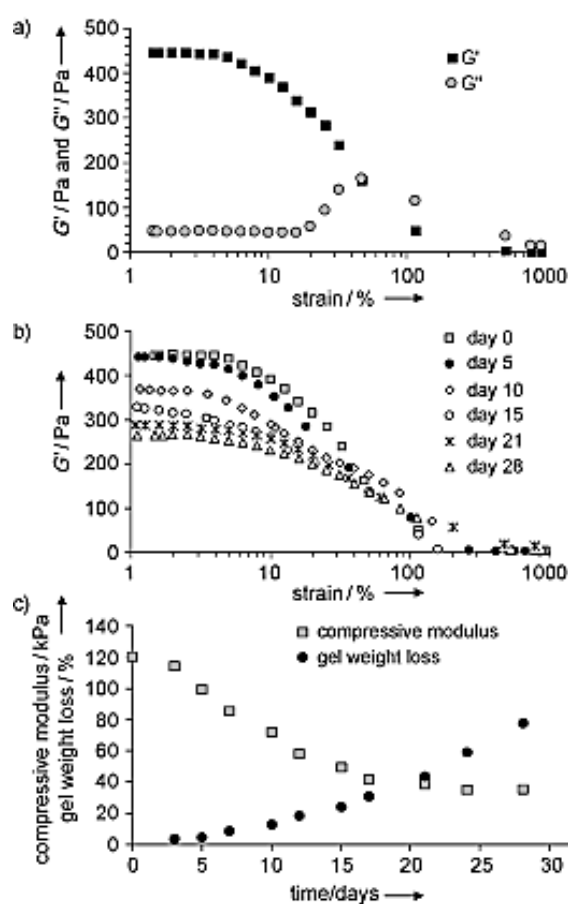 a)
G'/Pa and G''/Pa
500
400
300
200
100
0
G'
G''
1
10
100
1000
strain / %
b)
G'/Pa
500
400
300
200
100
0
day 0
day 5
day 10
day 15
day 21
day 28
1
10
100
1000
strain / %
c)
compressive modulus / kPa
gel weight loss / %
140
120
100
80
60
40
20
0
compressive modulus
gel weight loss
0
5
10
15
20
25
30
time/days